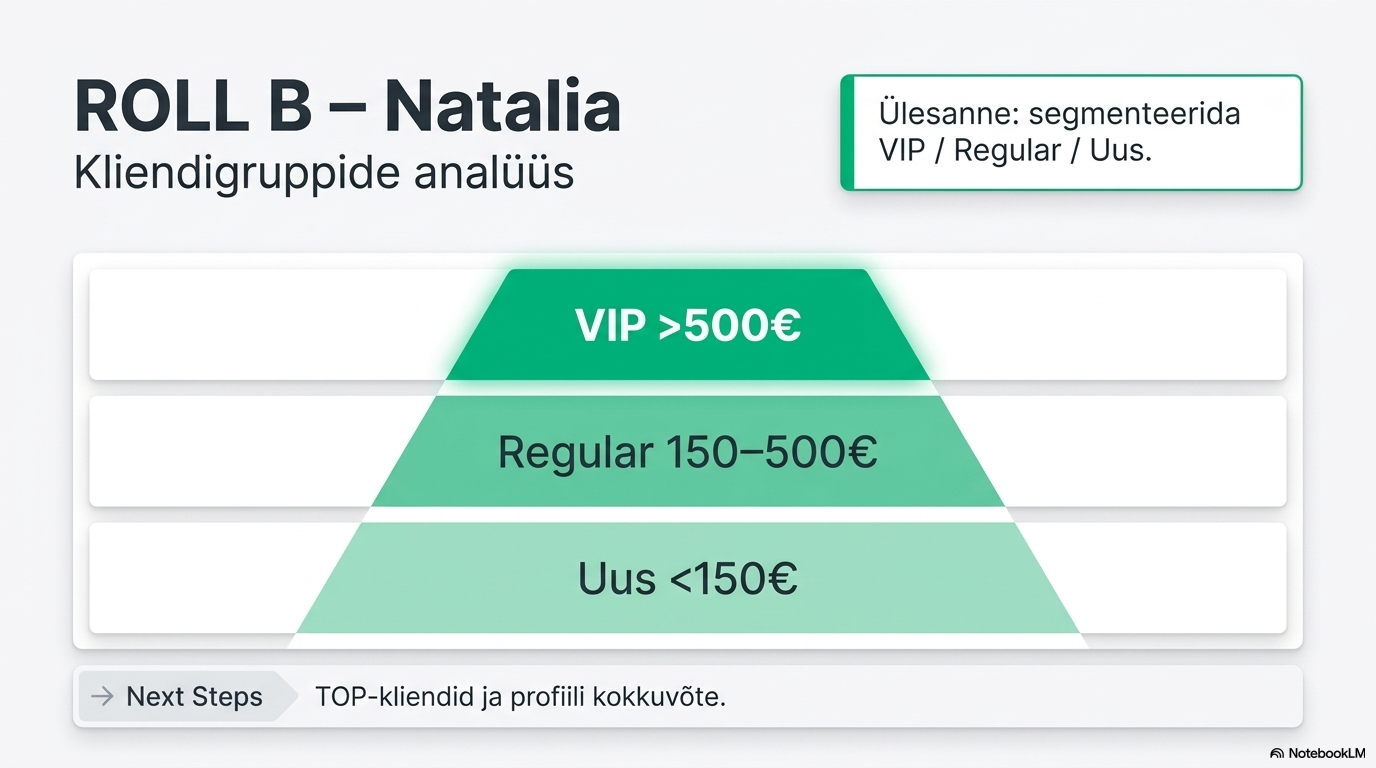 ROLL B – Natalia
Kliendigruppide analüüs
Ülesanne: segmenteerida
VIP / Regular / Uus.
VIP >500€
Regular 150–500€
Uus <150€
→ Next Steps
TOP-kliendid ja profiili kokkuvõte.
NotebookLM